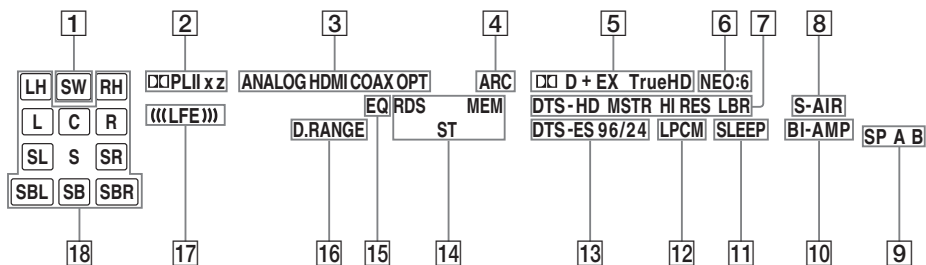 1 2 3 4 5 6 7 8
LH SW RH
L C R
SL S SR
SBL SB SBR
PLII x z
(((LFE)))
ANALOG HDMI COAX OPT
ARC
EQ RDS MEM
D.RANGE ST
D + EX TrueHD NEO:6
DTS-HD MSTR HI RES LBR
DTS-ES 96/24 LPCM SLEEP
S-AIR
BI-AMP
SP A B
18 17 16 15 14 13 12 11 10 9